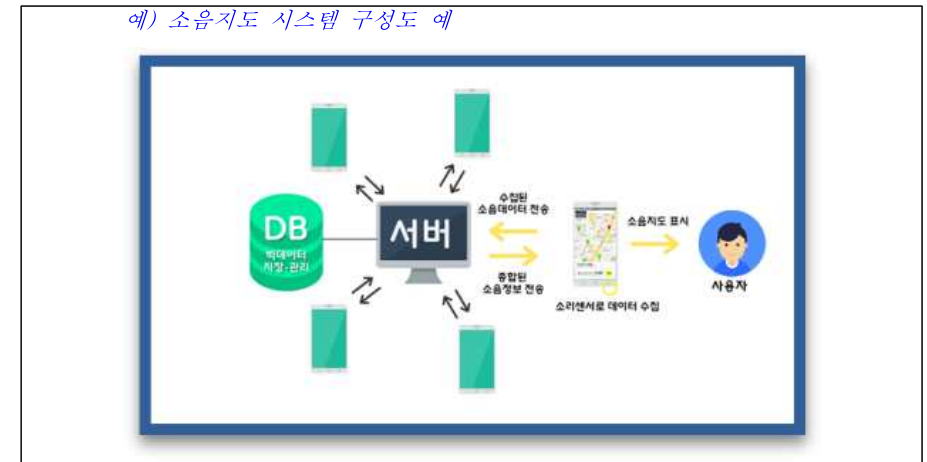 예) 소음지도 시스템 구성도 예
수집된
소음데이터 전송
DB
빅데이터
저장·관리
서버
소음지도 표시
종합된
소음정보 전송
사용자
소리센서로 데이터 수집